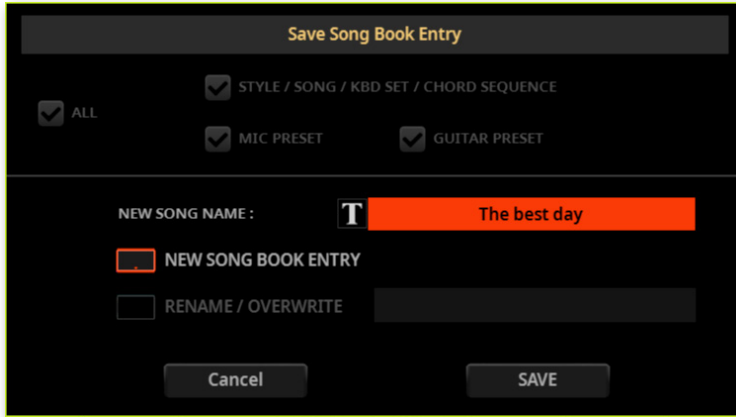 Save Song Book Entry
STYLE / SONG / KBD SET / CHORD SEQUENCE
ALL
MIC PRESET GUITAR PRESET
NEW SONG NAME : T The best day
NEW SONG BOOK ENTRY
RENAME / OVERWRITE
Cancel SAVE